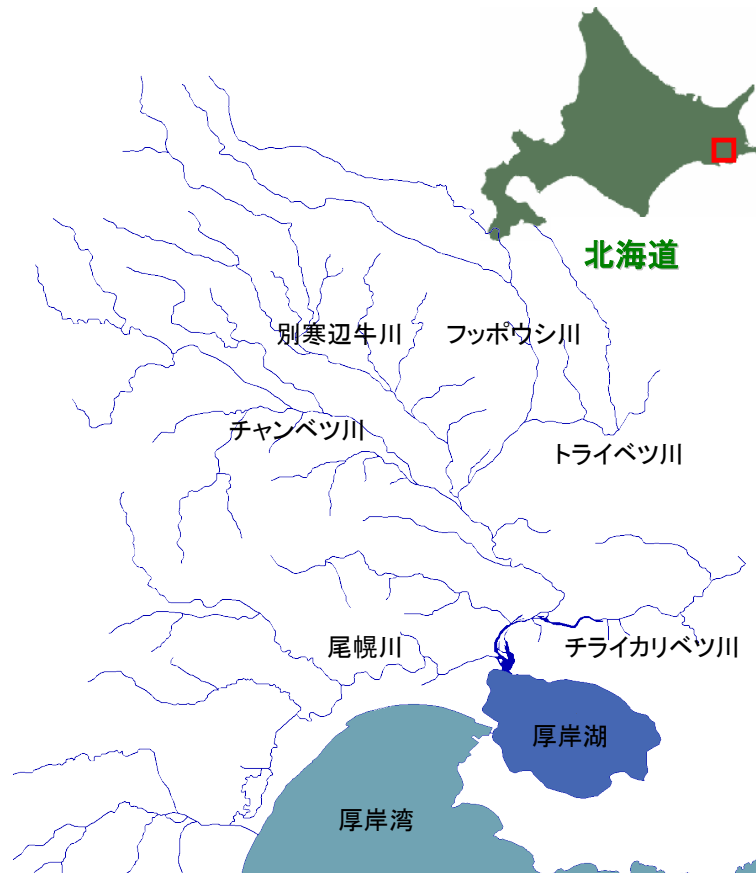 北海道
別寒辺牛川
フッポウシ川
チャンベツ川
トライベツ川
尾幌川
チライカリベツ川
厚岸湖
厚岸湾